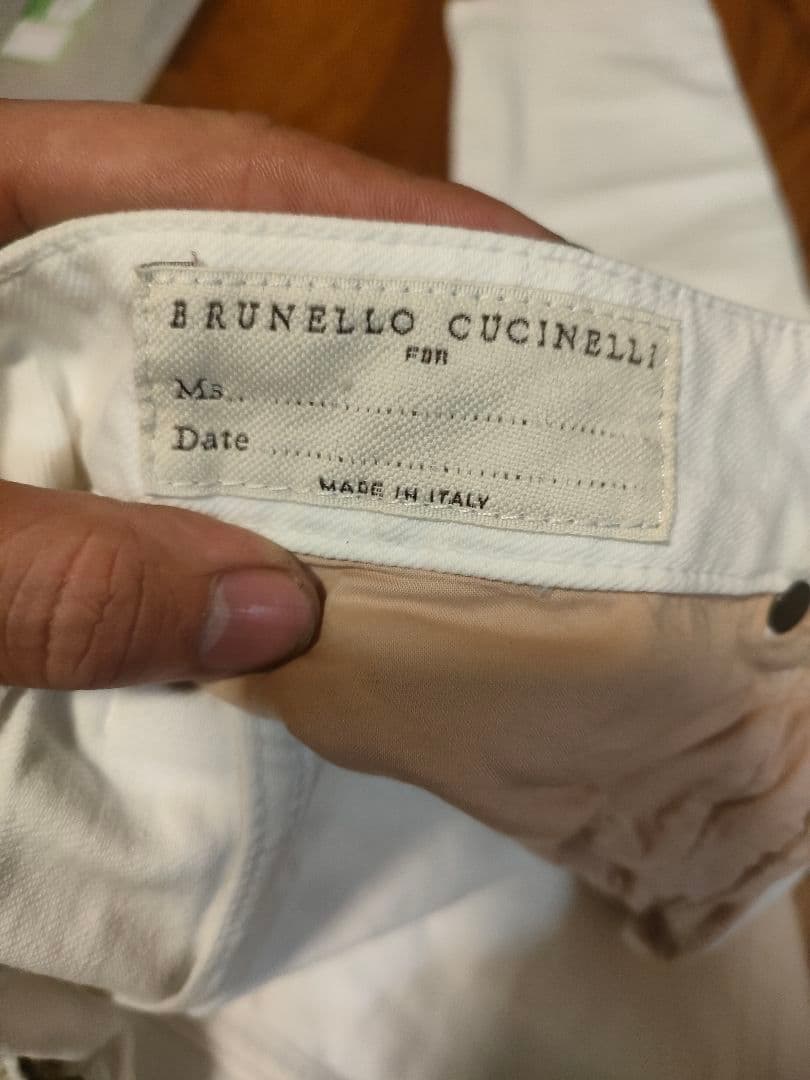 BRUNELLO CUCINELLI
FOR
Ms..
Date
MADE IN ITALY